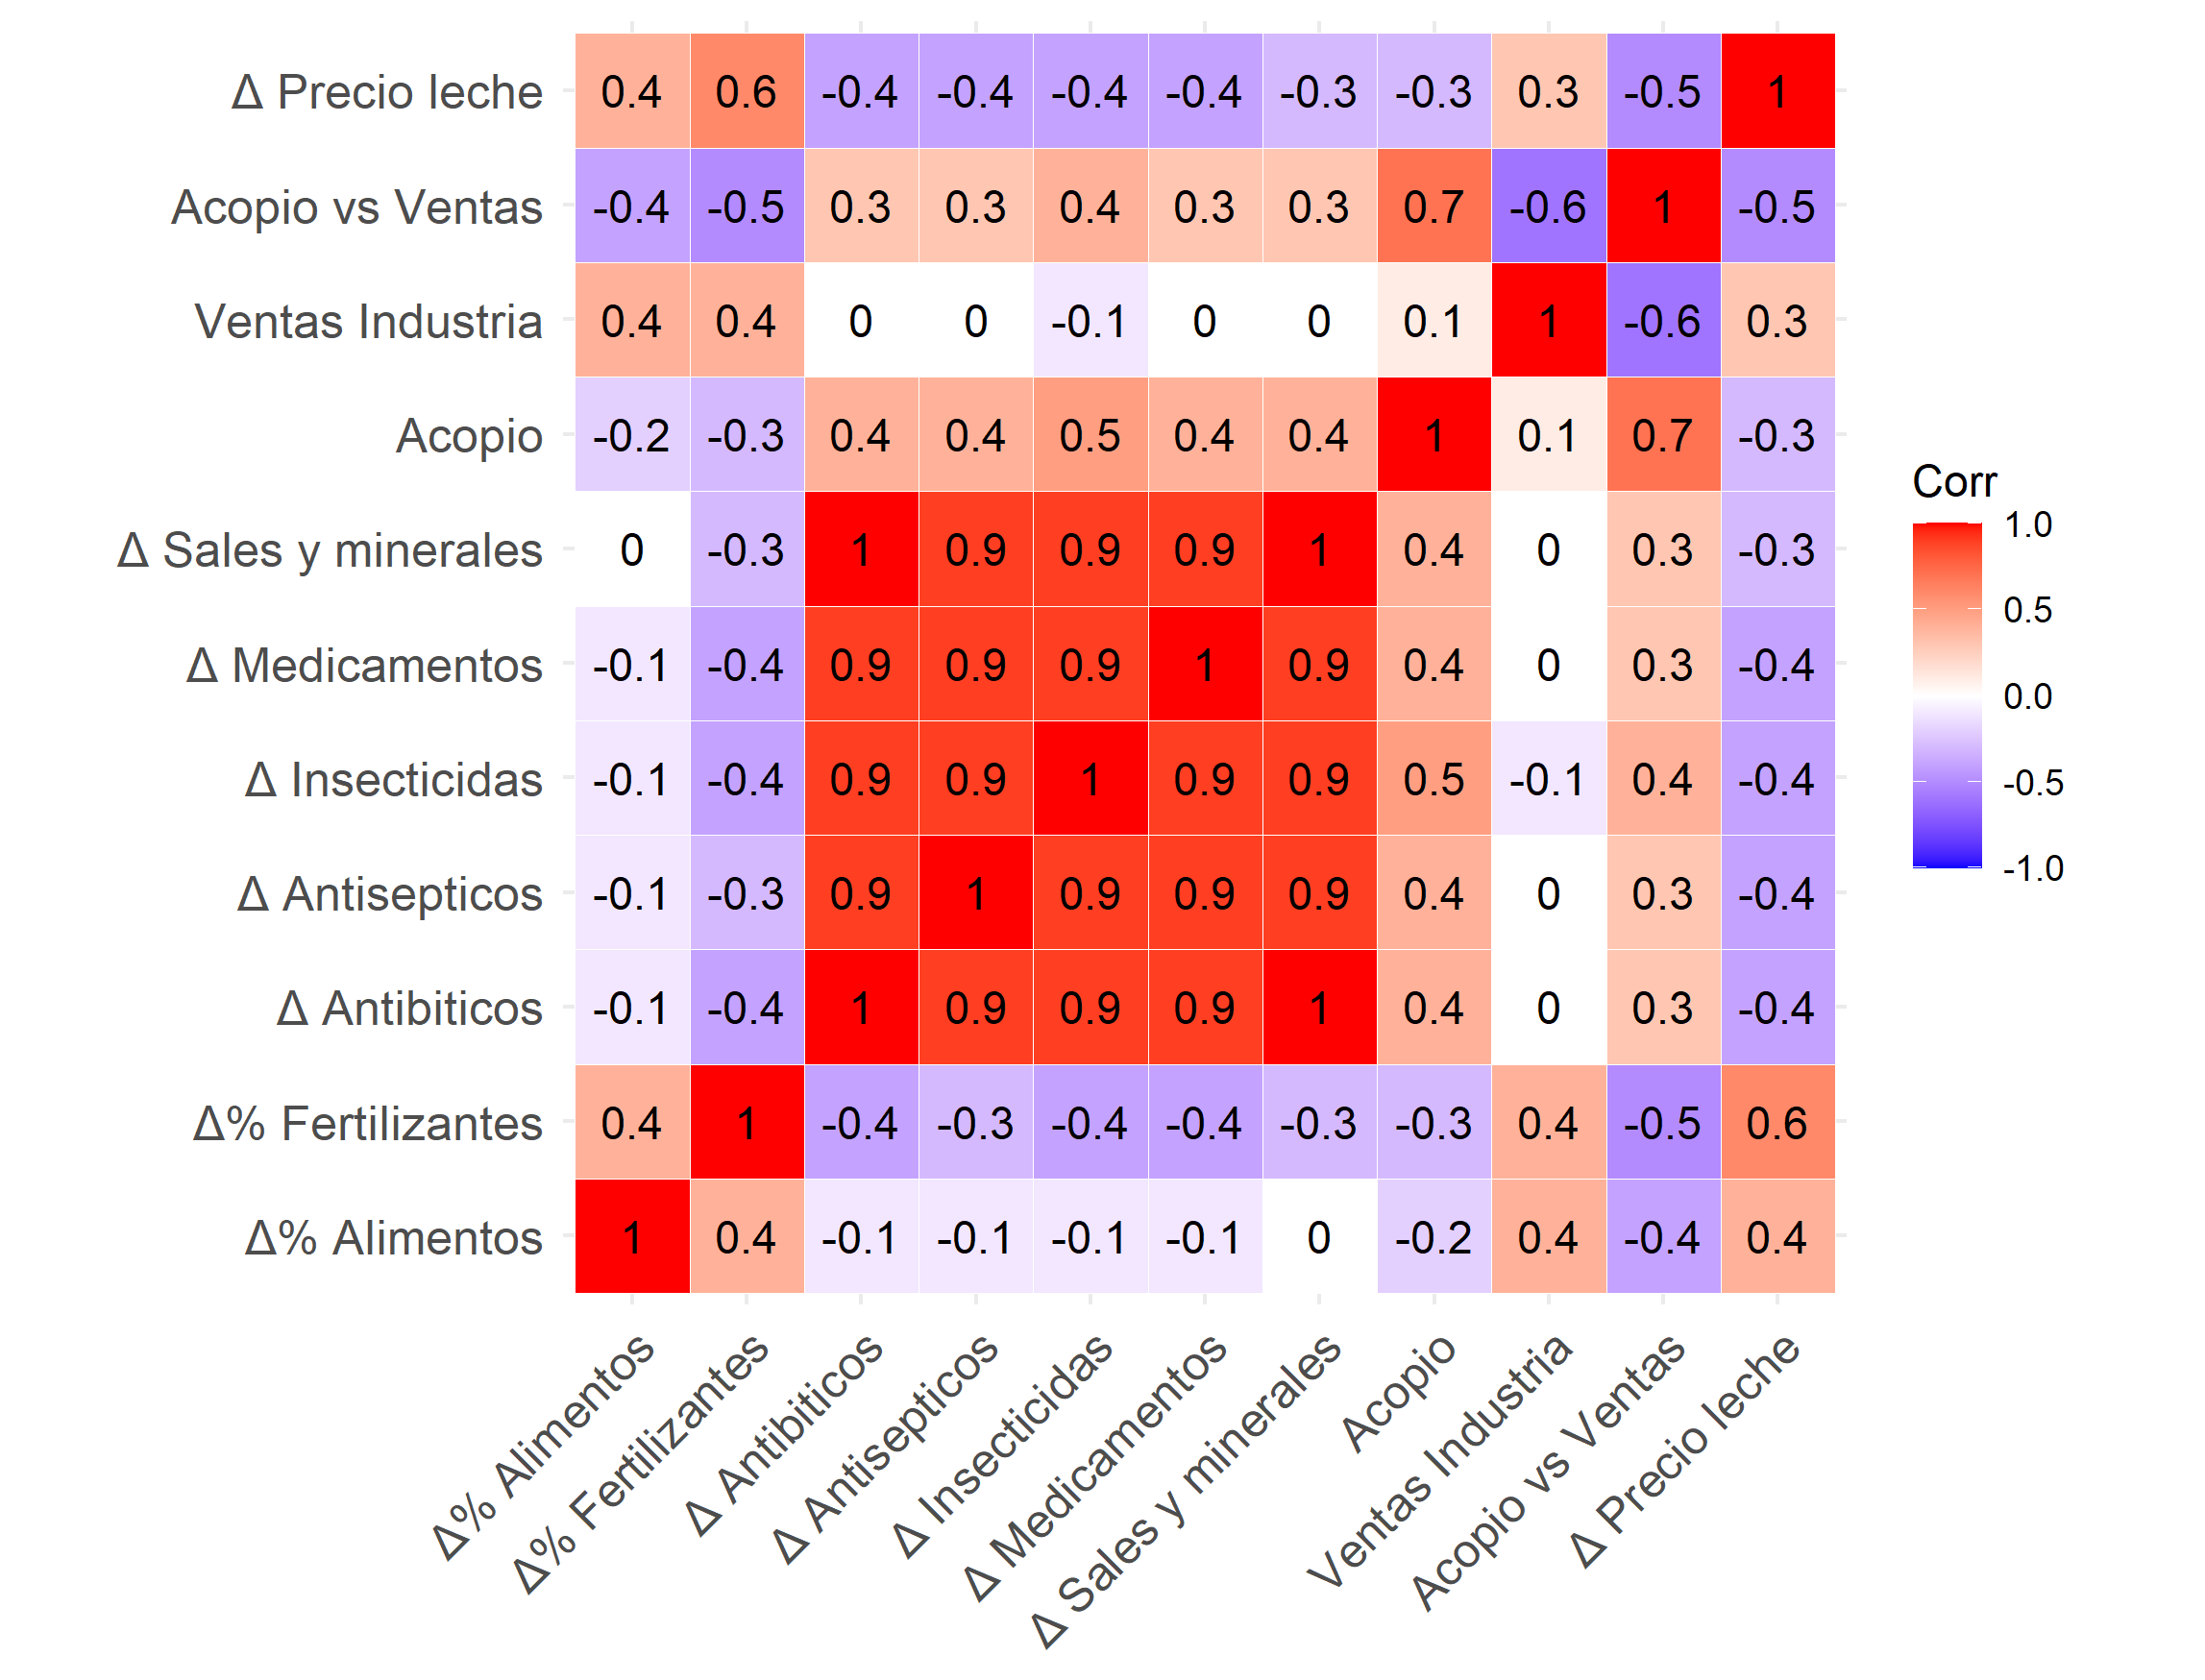 Δ Precio leche 0.4 0.6 -0.4 -0.4 -0.4 -0.4 -0.3 -0.3 0.3 -0.5 1
Acopio vs Ventas -0.4 -0.5 0.3 0.3 0.4 0.3 0.3 0.7 -0.6 1 -0.5
Ventas Industria 0.4 0.4 0 0 -0.1 0 0 0.1 1 -0.6 0.3
Acopio -0.2 -0.3 0.4 0.4 0.5 0.4 0.4 1 0.1 0.7 -0.3
Δ Sales y minerales 0 -0.3 1 0.9 0.9 0.9 1 0.4 0 0.3 -0.3
Δ Medicamentos -0.1 -0.4 0.9 0.9 0.9 1 0.9 0.4 0 0.3 -0.4
Δ Insecticidas -0.1 -0.4 0.9 0.9 1 0.9 0.9 0.5 -0.1 0.4 -0.4
Δ Antisepticos -0.1 -0.3 0.9 1 0.9 0.9 0.9 0.4 0 0.3 -0.4
Δ Antibiticos -0.1 -0.4 1 0.9 0.9 0.9 1 0.4 0 0.3 -0.4
Δ% Fertilizantes 0.4 1 -0.4 -0.3 -0.4 -0.4 -0.3 -0.3 0.4 -0.5 0.6
Δ% Alimentos 1 0.4 -0.1 -0.1 -0.1 -0.1 0 -0.2 0.4 -0.4 0.4
Δ% Alimentos
Δ% Fertilizantes
Δ Antibiticos
Δ Antisepticos
Δ Insecticidas
Δ Medicamentos
Δ Sales y minerales
Acopio
Ventas Industria
Acopio vs Ventas
Δ Precio leche
Corr
1.0
0.5
0.0
-0.5
-1.0